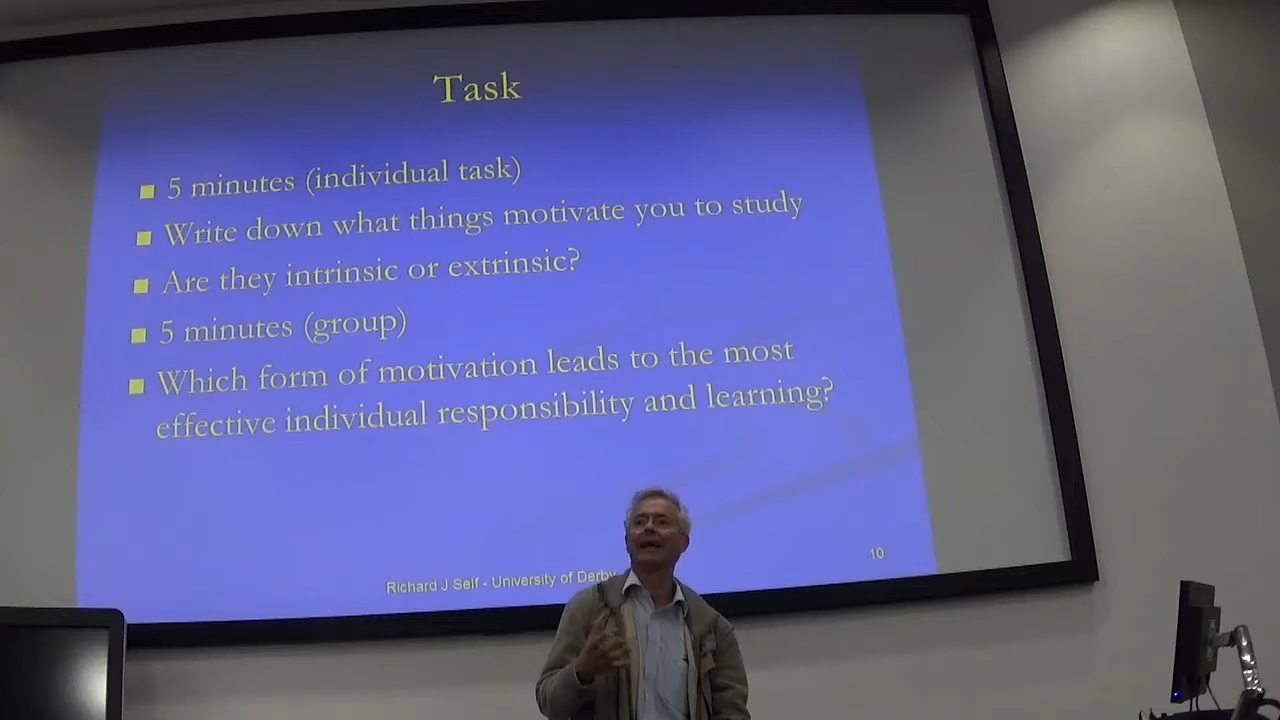 Task
5 minutes (individual task)
Write down what things motivate you to study
Are they intrinsic or extrinsic?
5 minutes (group)
Which form of motivation leads to the most
effective individual responsibility and learning?
Richard J Self - University of Derby
10